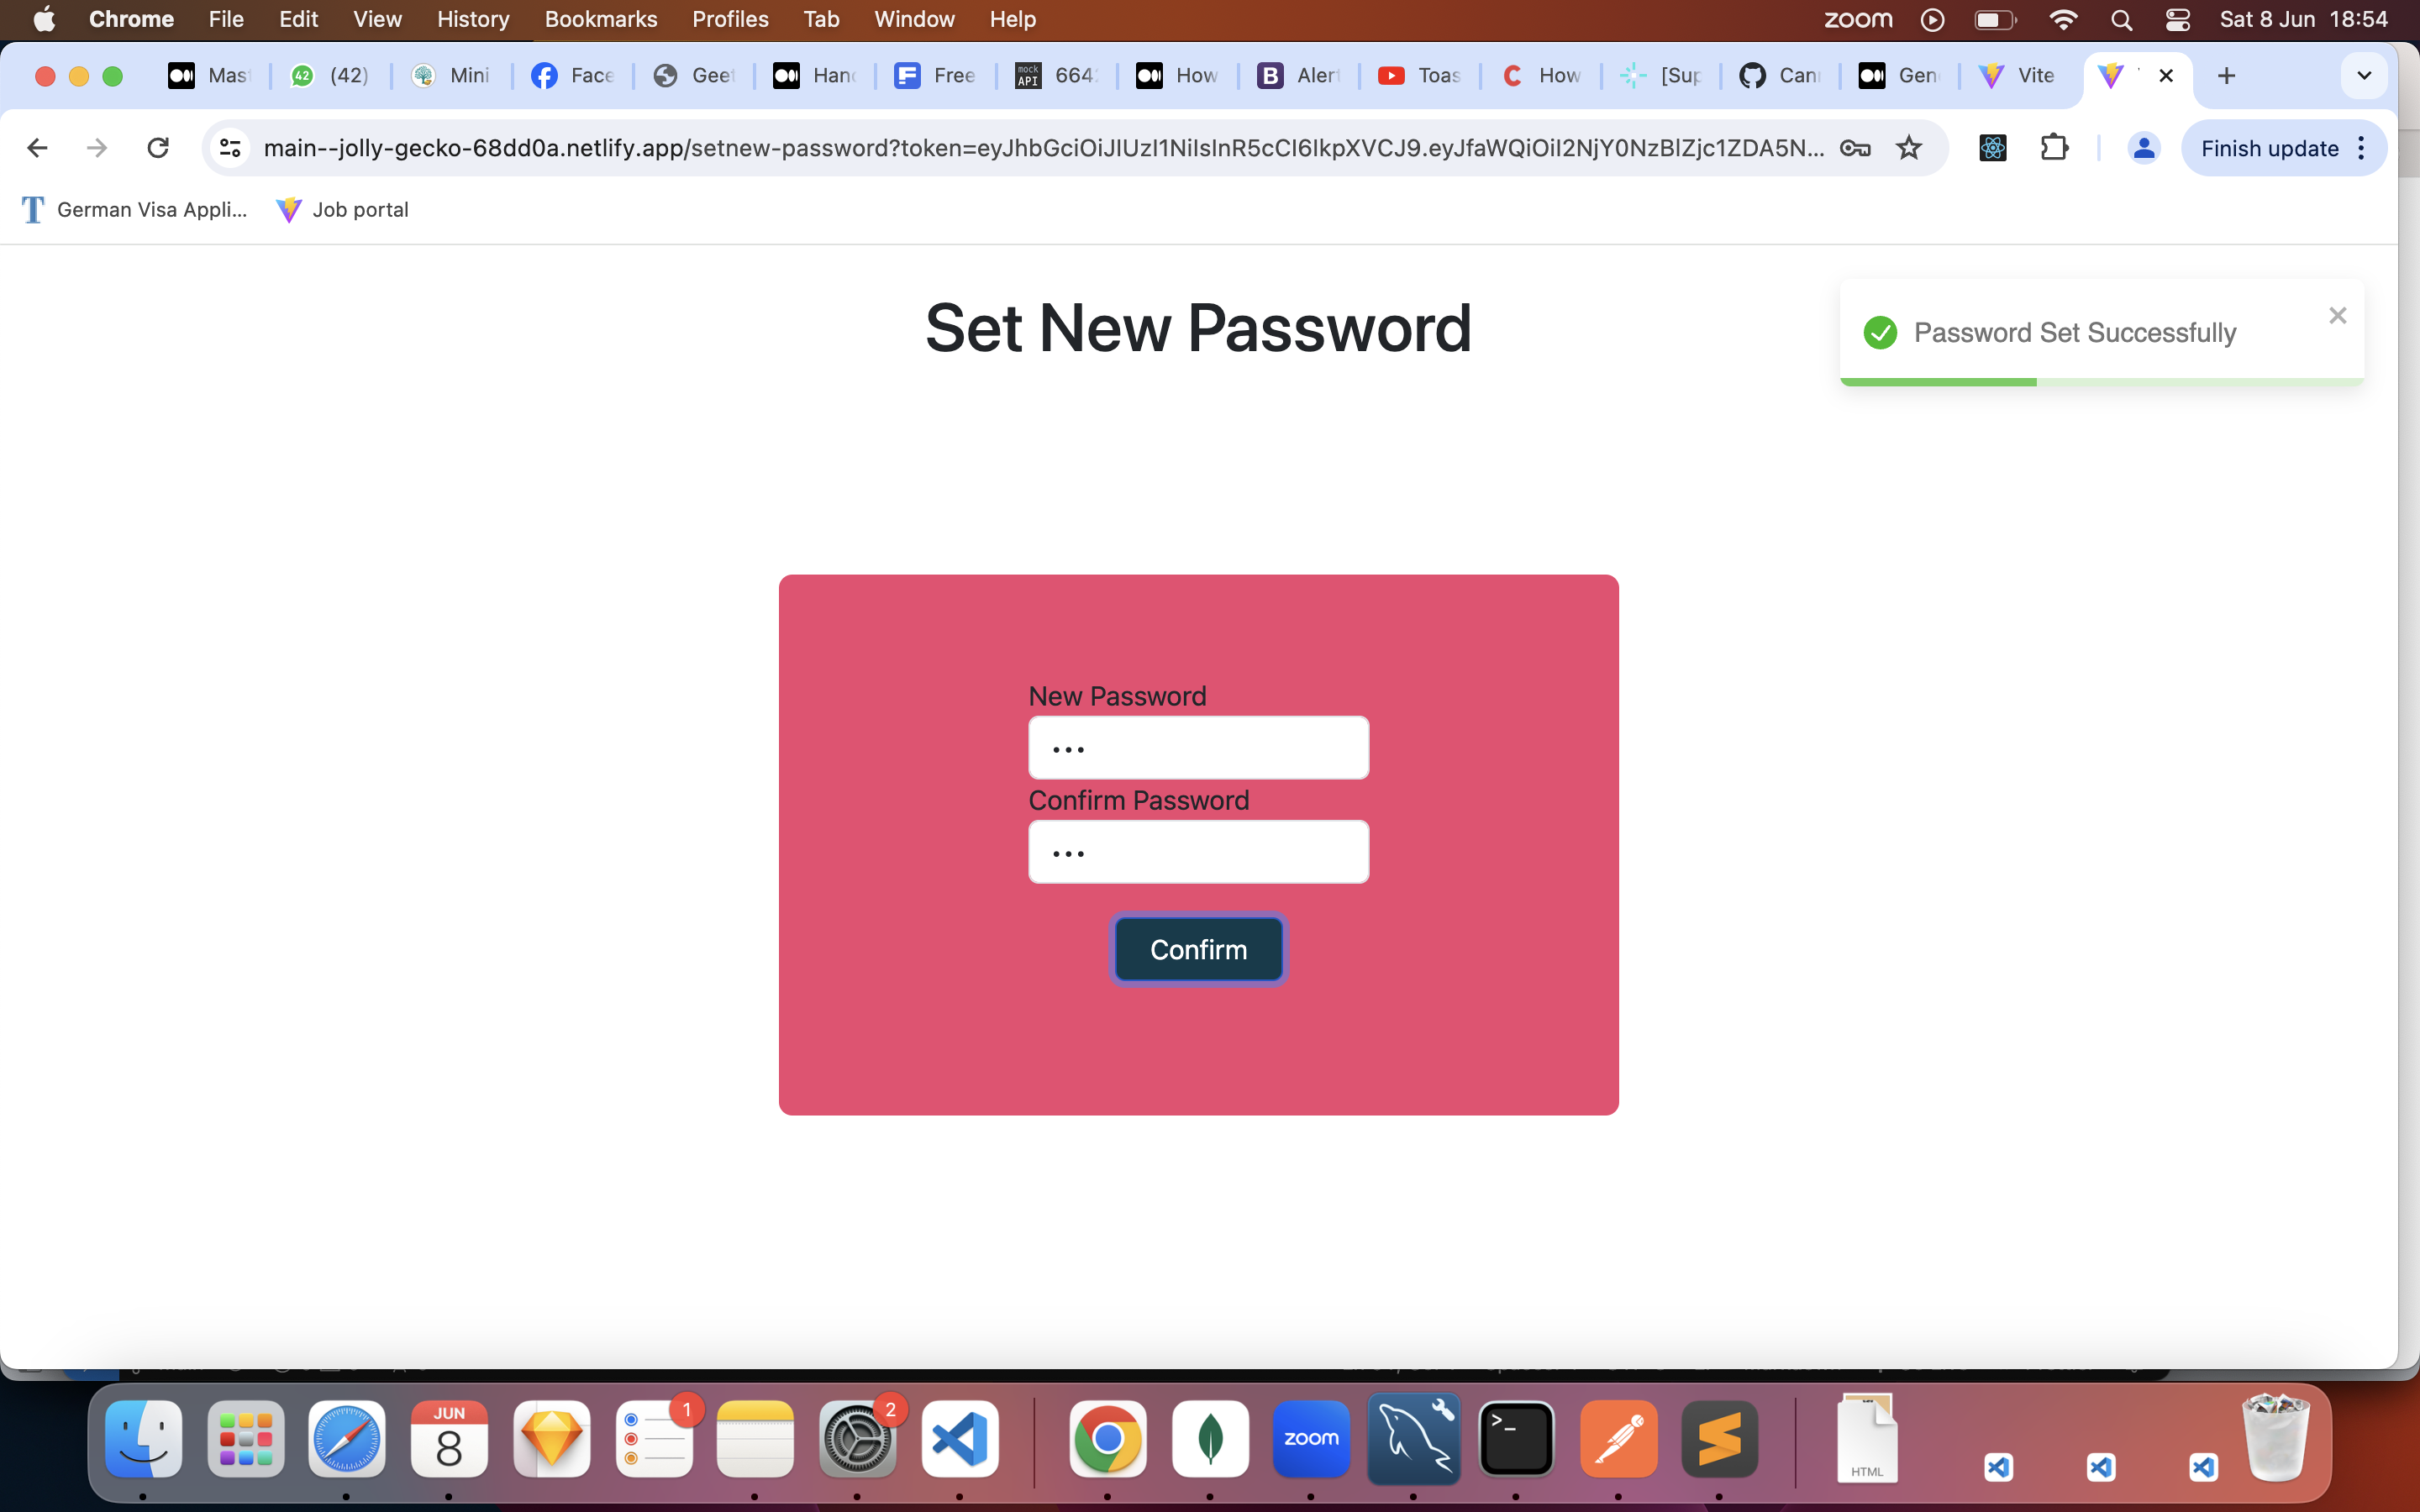 Chrome File Edit View History Bookmarks Profiles Tab Window Help zoom Sat 8 Jun 18:54
Mas (42) Mini Face Geet Hand Free mock API 664 How B Alert Toas How [Sup Can Gen Vite
main--jolly-gecko-68dd0a.netlify.app/setnew-password?token=eyJhbGciOiJIUzI1NiIsInR5cCI6IkpXVCJ9.eyJfaWQiOiI2NjY0NzBlZjc1ZDA5N... Finish update
German Visa Appli... Job portal
Set New Password
Password Set Successfully
New Password
•••
Confirm Password
•••
Confirm
JUN
8
1
2
zoom
HTML